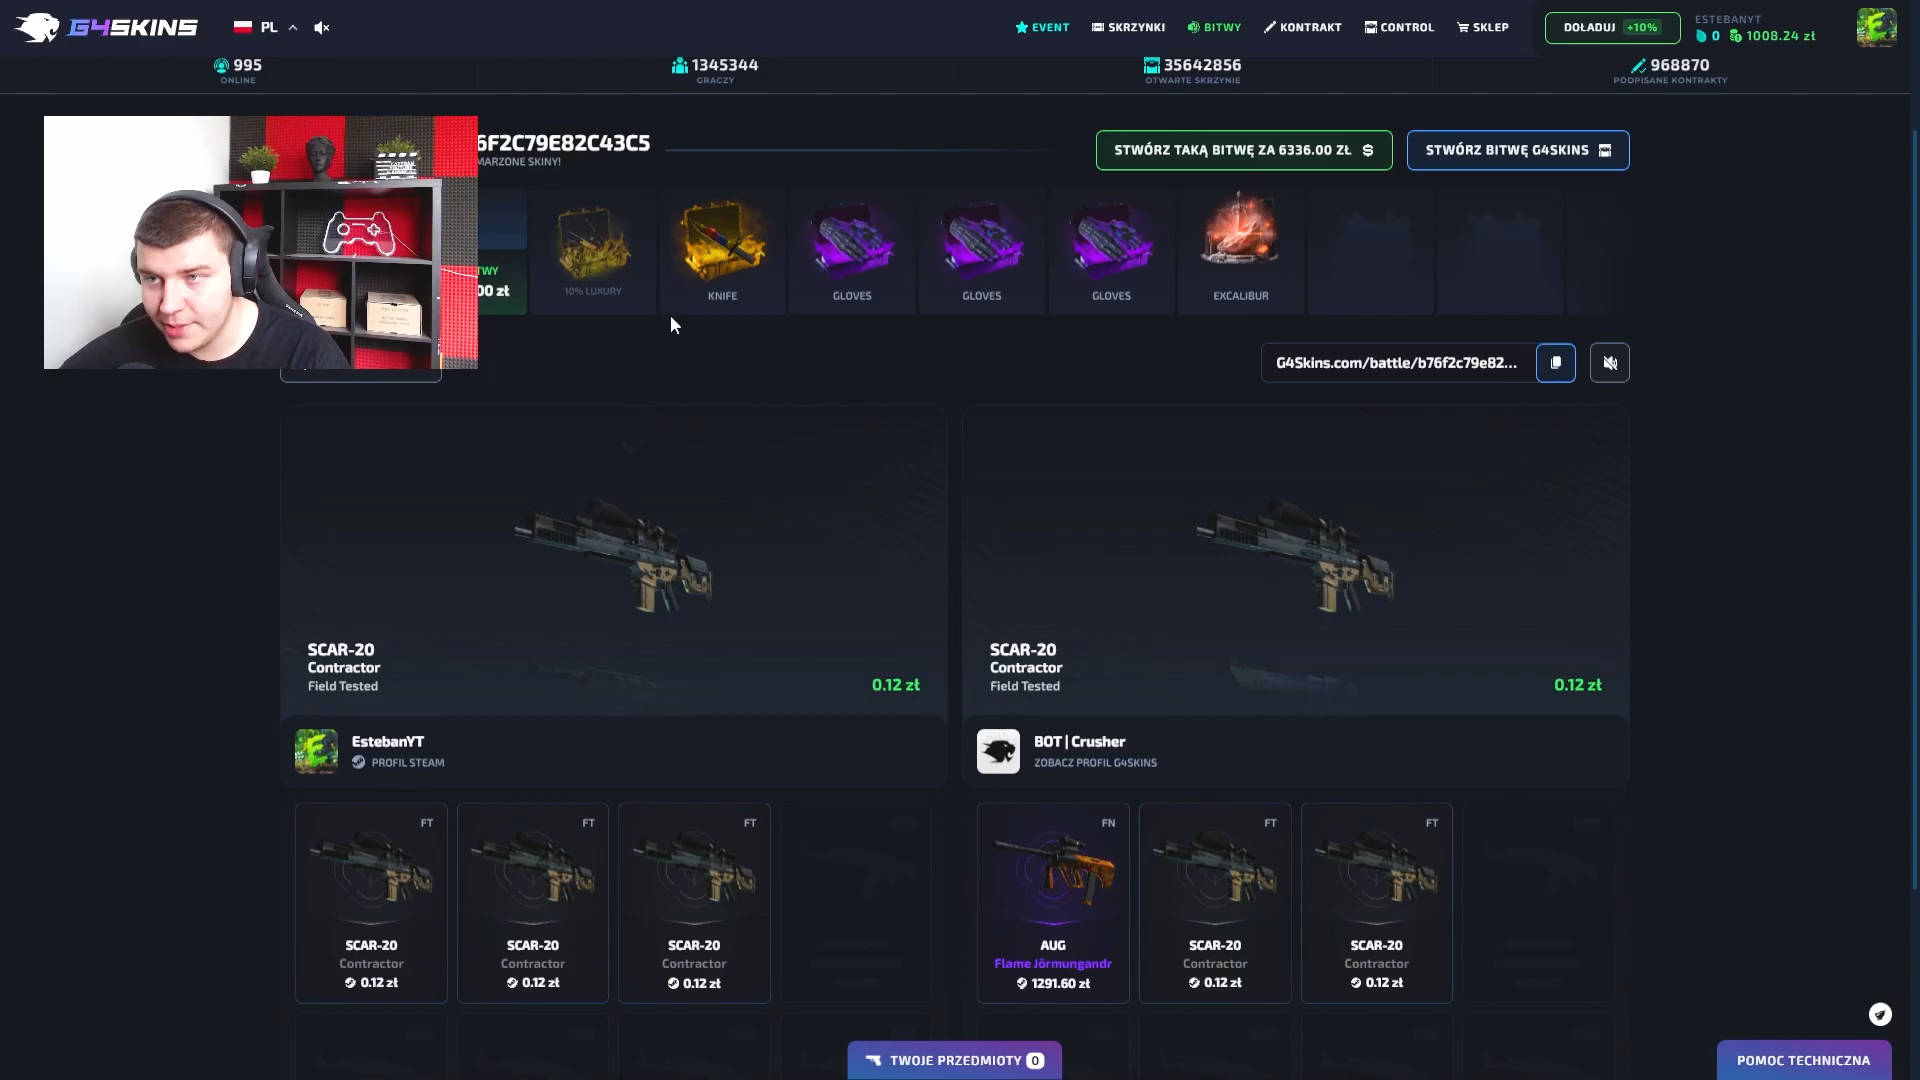 G4SKINS
PL
EVENT
SKRZYNKI
BITWY
KONTRAKT
CONTROL
SKLEP
DOŁADUJ +10%
ESTEBANYT
0 1008.24 zł
995
ONLINE
1345344
GRACZY
35642856
OTWARTE SKRZYNIE
968870
PODPISANE KONTRAKTY
6F2C79E82C43C5
MARZONE SKINY!
STWÓRZ TAKĄ BITWĘ ZA 6336.00 ZŁ $
STWÓRZ BITWĘ G4SKINS
TWY
00 zł
10% LUXURY
KNIFE
GLOVES
GLOVES
GLOVES
EXCALIBUR
G4Skins.com/battle/b76f2c79e82...
SCAR-20
Contractor
Field Tested
0.12 zł
SCAR-20
Contractor
Field Tested
0.12 zł
EstebanYT
PROFIL STEAM
BOT | Crusher
ZOBACZ PROFIL G4SKINS
FT
SCAR-20
Contractor
0.12 zł
FT
SCAR-20
Contractor
0.12 zł
FT
SCAR-20
Contractor
0.12 zł
FN
AUG
Flame Jörmungandr
1291.60 zł
FT
SCAR-20
Contractor
0.12 zł
FT
SCAR-20
Contractor
0.12 zł
TWOJE PRZEDMIOTY 0
POMOC TECHNICZNA